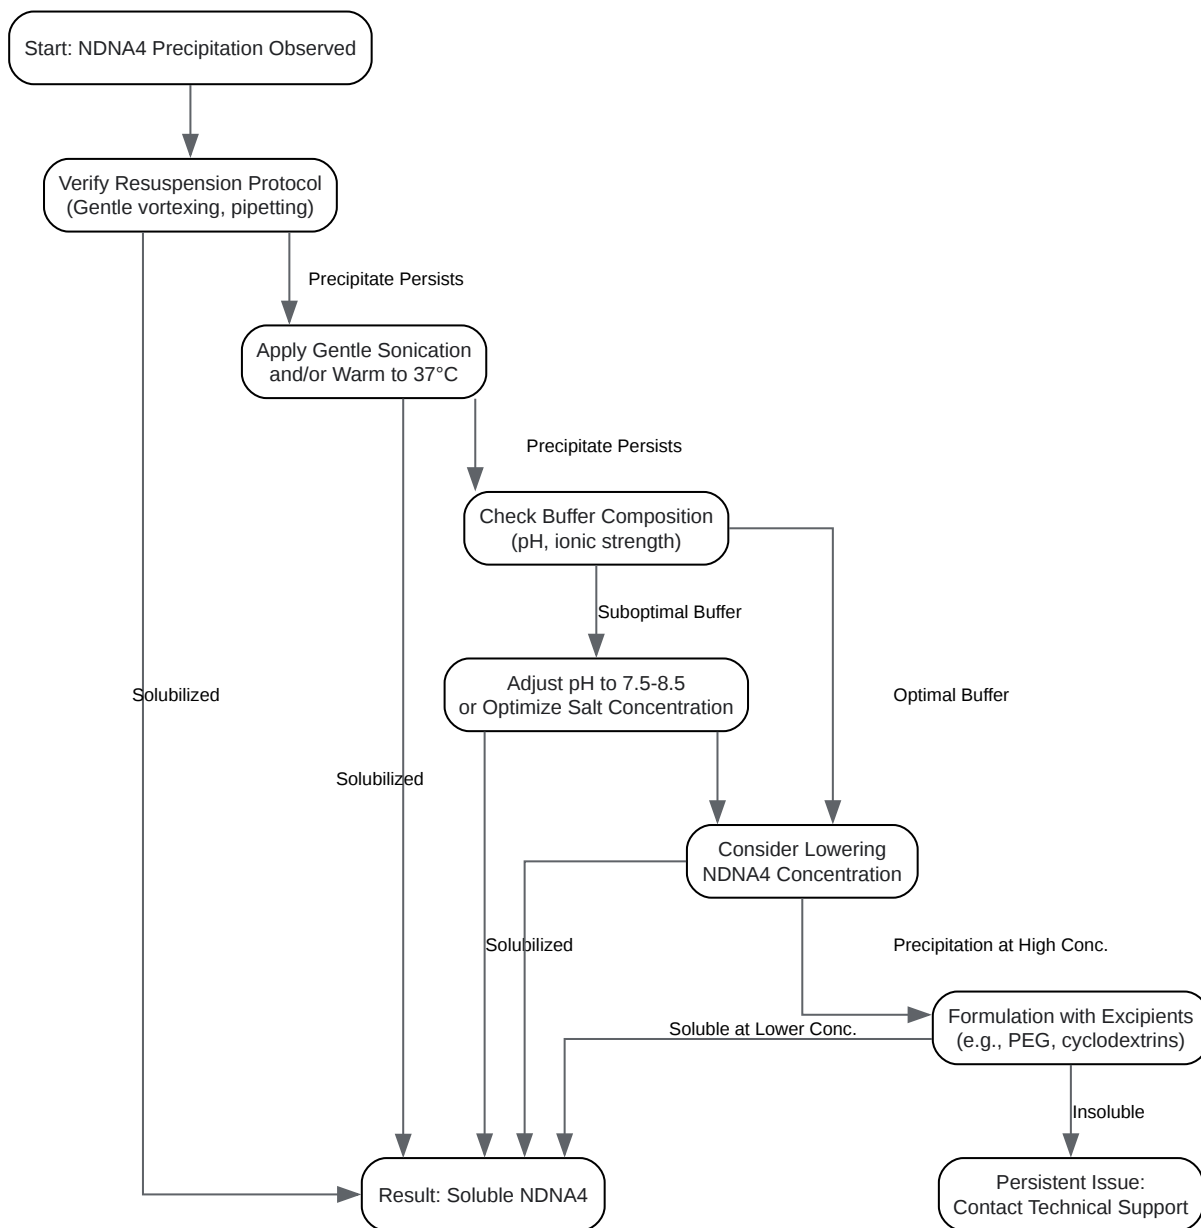 Start: NDNA4 Precipitation Observed
Verify Resuspension Protocol
(Gentle vortexing, pipetting)
Precipitate Persists
Apply Gentle Sonication
and/or Warm to 37°C
Precipitate Persists
Check Buffer Composition
(pH, ionic strength)
Suboptimal Buffer
Adjust pH to 7.5-8.5
or Optimize Salt Concentration
Solubilized
Optimal Buffer
Solubilized
Consider Lowering
NDNA4 Concentration
Solubilized
Precipitation at High Conc.
Formulation with Excipients
(e.g., PEG, cyclodextrins)
Soluble at Lower Conc.
Insoluble
Result: Soluble NDNA4
Persistent Issue:
Contact Technical Support